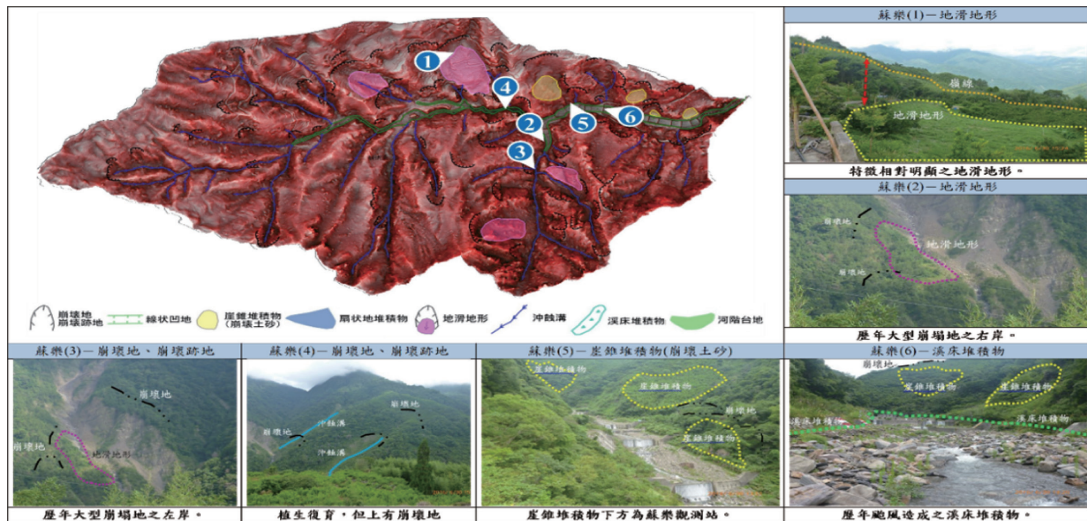 蘇樂(1)－地滑地形
稜線
地滑地形
特徵相對明顯之地滑地形。
1
4
2
5
6
3
蘇樂(2)－地滑地形
崩壞地
地滑地形
崩壞地
歷年大型崩塌地之右岸。
崩壊地
崩壊跡地
線状凹地
崖錐堆積物
(崩壞土砂)
扇状地堆積物
地滑地形
沖蝕溝
溪床堆積物
河階台地
蘇樂(3)－崩壞地、崩壞跡地
崩壞地
崩壞地
地滑地形
歷年大型崩塌地之左岸。
蘇樂(4)－崩壞地、崩壞跡地
崩壞地
沖蝕溝
崩壞地
沖蝕溝
植生復育，但上有崩壞地
蘇樂(5)－崖錐堆積物(崩壞土砂)
崖錐堆積物
崖錐堆積物
崩壞地
崖錐堆積物
崖錐堆積物下方為蘇樂觀測站。
蘇樂(6)－溪床堆積物
崖錐堆積物
崖錐堆積物
溪床堆積物
溪床堆積物
歷年颱風造成之溪床堆積物。